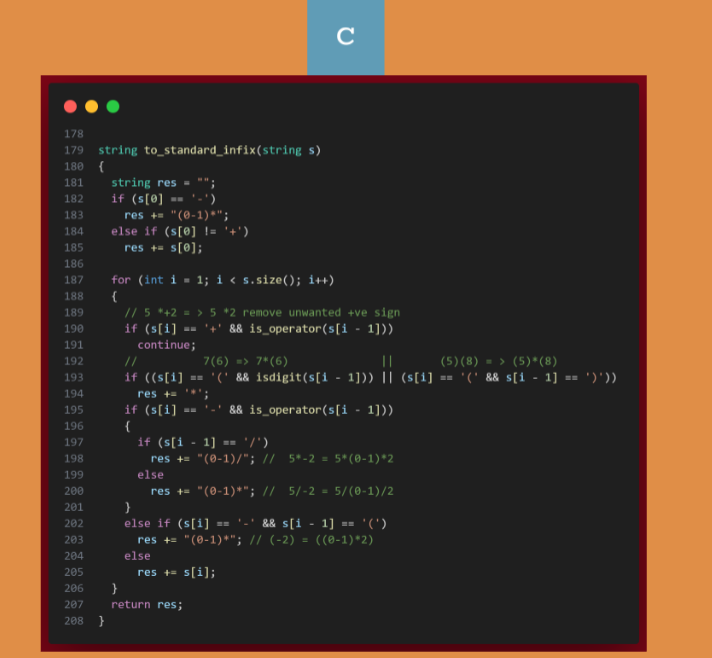 C
178
179 string to_standard_infix(string s)
180 {
181   string res = "";
182   if (s[0] == '-')
183     res += "(0-1)*";
184   else if (s[0] != '+')
185     res += s[0];
186
187   for (int i = 1; i < s.size(); i++)
188   {
189     // 5 *+2 = > 5 *2 remove unwanted +ve sign
190     if (s[i] == '+' && is_operator(s[i - 1]))
191       continue;
192     //          7(6) => 7*(6)              ||       (5)(8) = > (5)*(8)
193     if ((s[i] == '(' && isdigit(s[i - 1])) || (s[i] == '(' && s[i - 1] == ')'))
194       res += '*';
195     if (s[i] == '-' && is_operator(s[i - 1]))
196     {
197       if (s[i - 1] == '/')
198         res += "(0-1)/"; //  5*-2 = 5*(0-1)*2
199       else
200         res += "(0-1)*"; //  5/-2 = 5/(0-1)/2
201     }
202     else if (s[i] == '-' && s[i - 1] == '(')
203       res += "(0-1)*"; // (-2) = ((0-1)*2)
204     else
205       res += s[i];
206   }
207   return res;
208 }